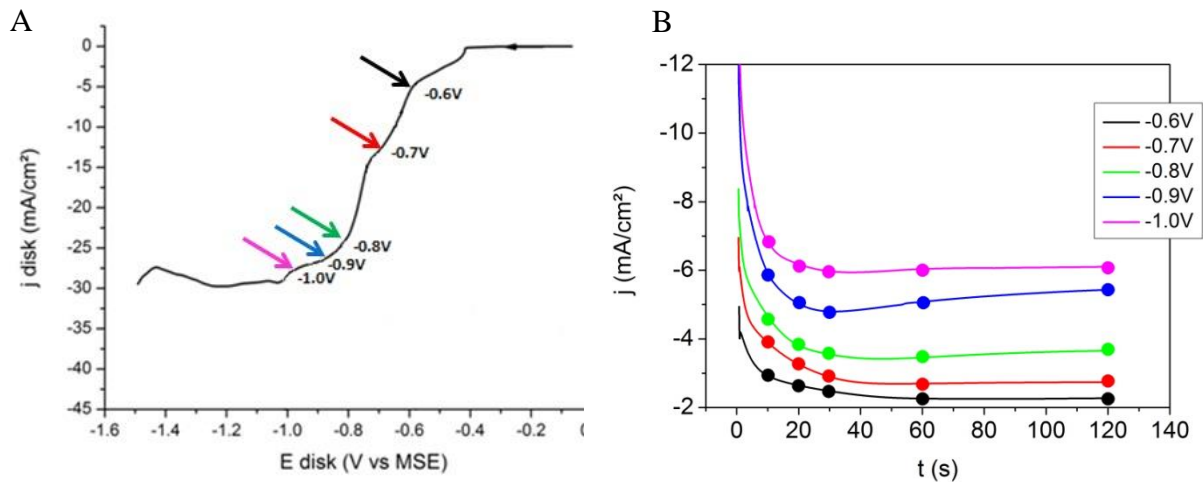 A
0
-5
-10
-15
-20
-25
-30
-35
-40
-45
-0.6V
-0.7V
-0.8V
-0.9V
-1.0V
-1.6
-1.4
-1.2
-1.0
-0.8
-0.6
-0.4
-0.2
j disk (mA/cm²)
E disk (V vs MSE)
B
-12
-10
-8
-6
-4
-2
0
20
40
60
80
100
120
140
j (mA/cm²)
t (s)
-0.6V
-0.7V
-0.8V
-0.9V
-1.0V